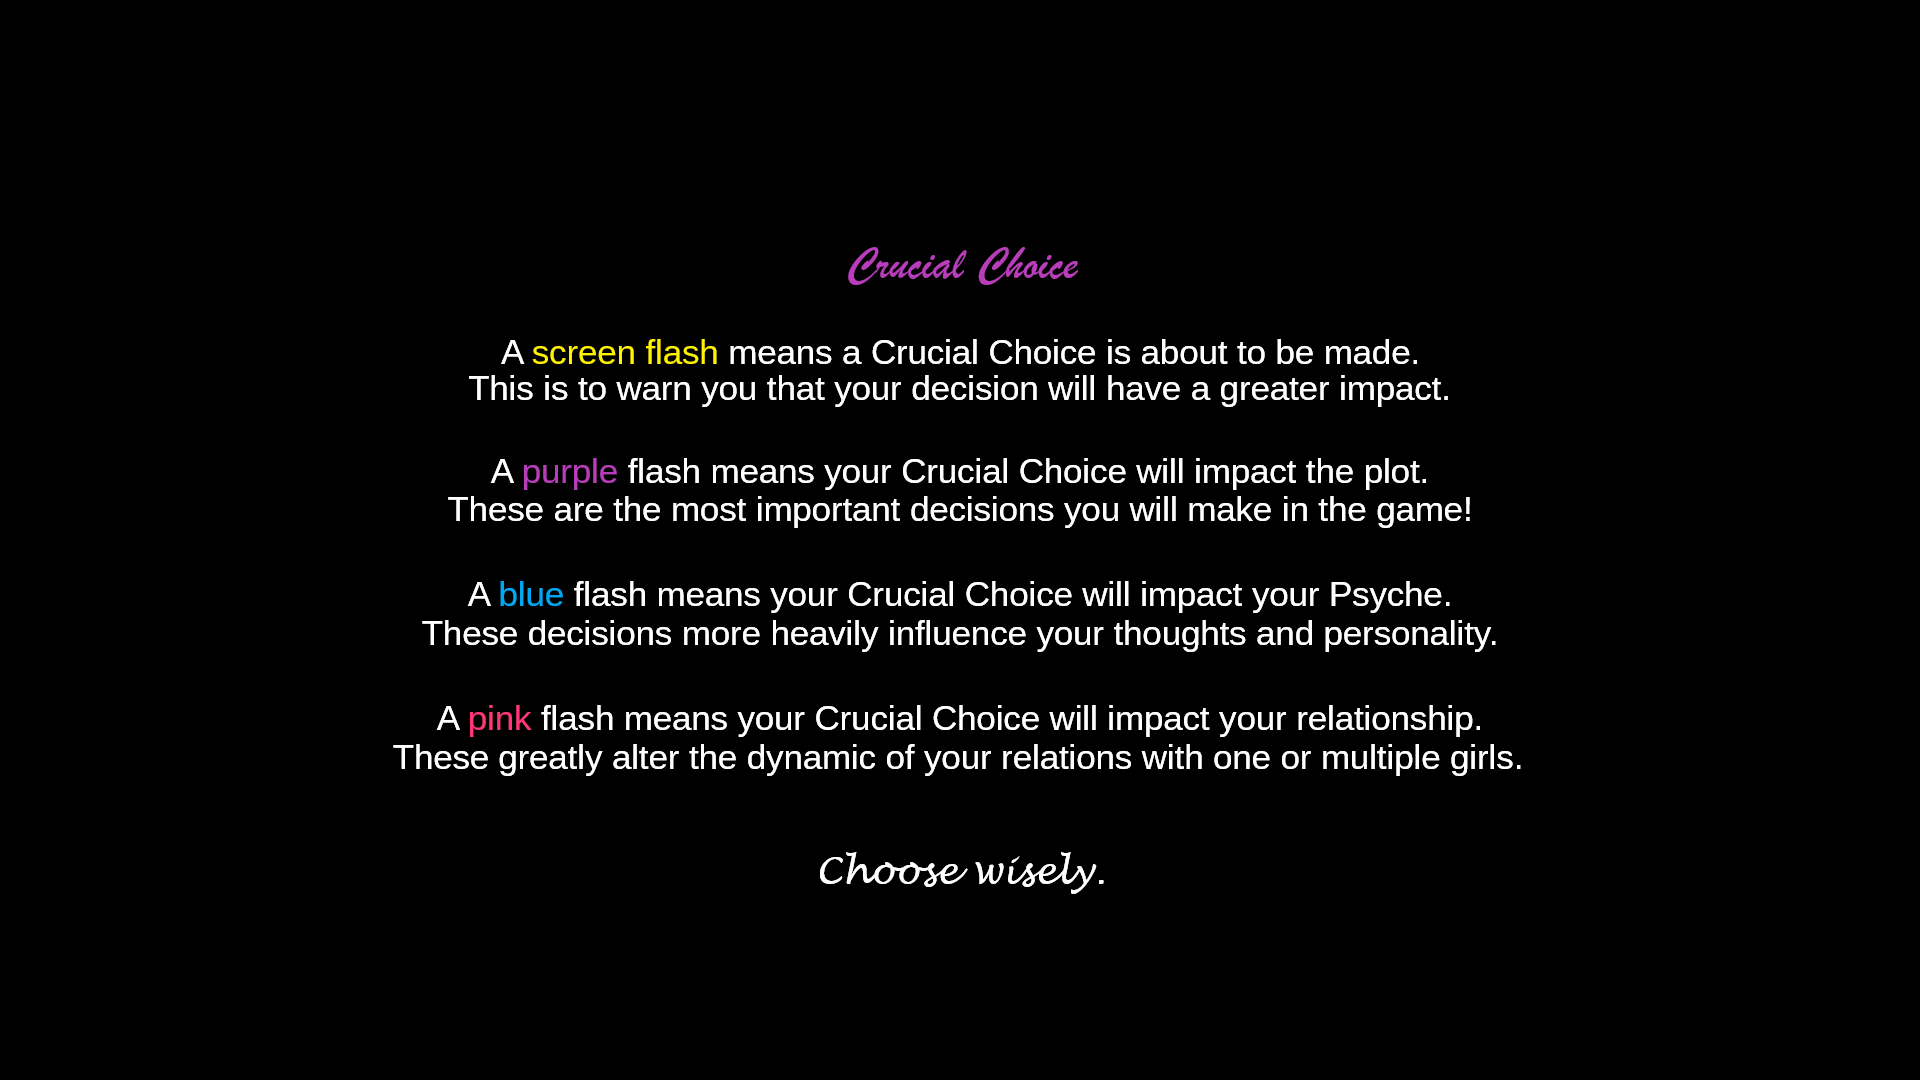 Crucial Choice
A screen flash means a Crucial Choice is about to be made.
This is to warn you that your decision will have a greater impact.
A purple flash means your Crucial Choice will impact the plot.
These are the most important decisions you will make in the game!
A blue flash means your Crucial Choice will impact your Psyche.
These decisions more heavily influence your thoughts and personality.
A pink flash means your Crucial Choice will impact your relationship.
These greatly alter the dynamic of your relations with one or multiple girls.
Choose wisely.